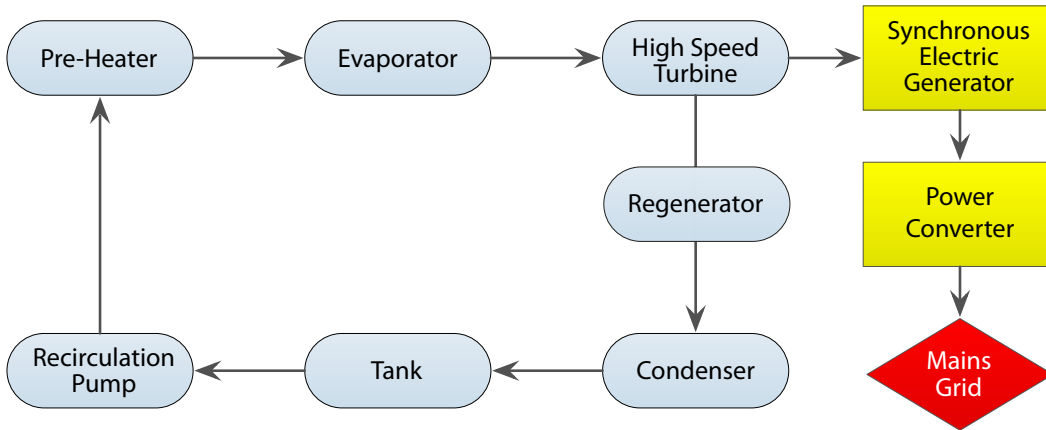 Pre-Heater
Evaporator
High Speed
Turbine
Synchronous
Electric
Generator
Regenerator
Power
Converter
Recirculation
Pump
Tank
Condenser
Mains
Grid